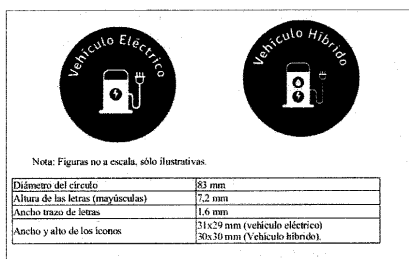 Vehículo Eléctrico
Vehículo Híbrido
Nota: Figuras no a escala, sólo ilustrativas.
Diámetro del círculo 83 mm
Altura de las letras (mayúsculas) 7,2 mm
Ancho trazo de letras 1,6 mm
Ancho y alto de los íconos 31x29 mm (vehículo eléctrico)
30x30 mm (Vehículo híbrido).